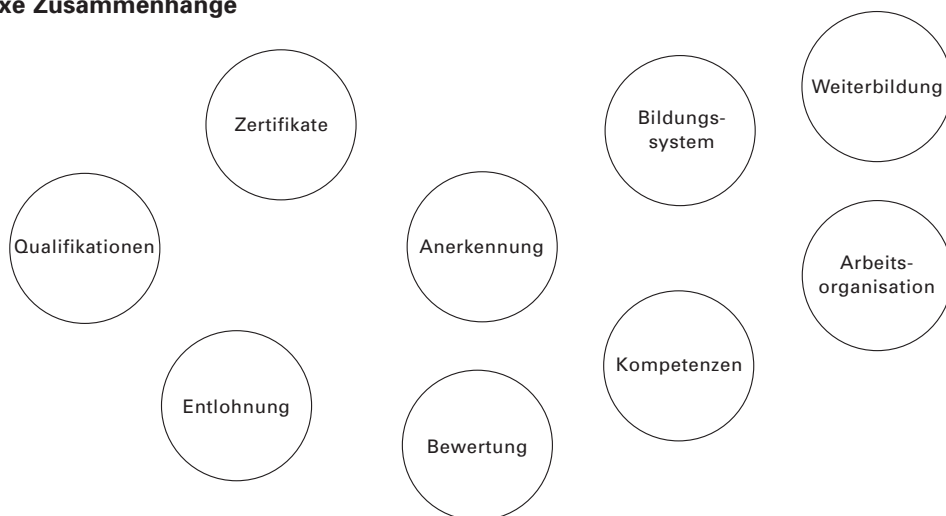 xe Zusammenhänge
Weiterbildung
Zertifikate
Bildungs-
system
Qualifikationen
Anerkennung
Arbeits-
organisation
Kompetenzen
Entlohnung
Bewertung